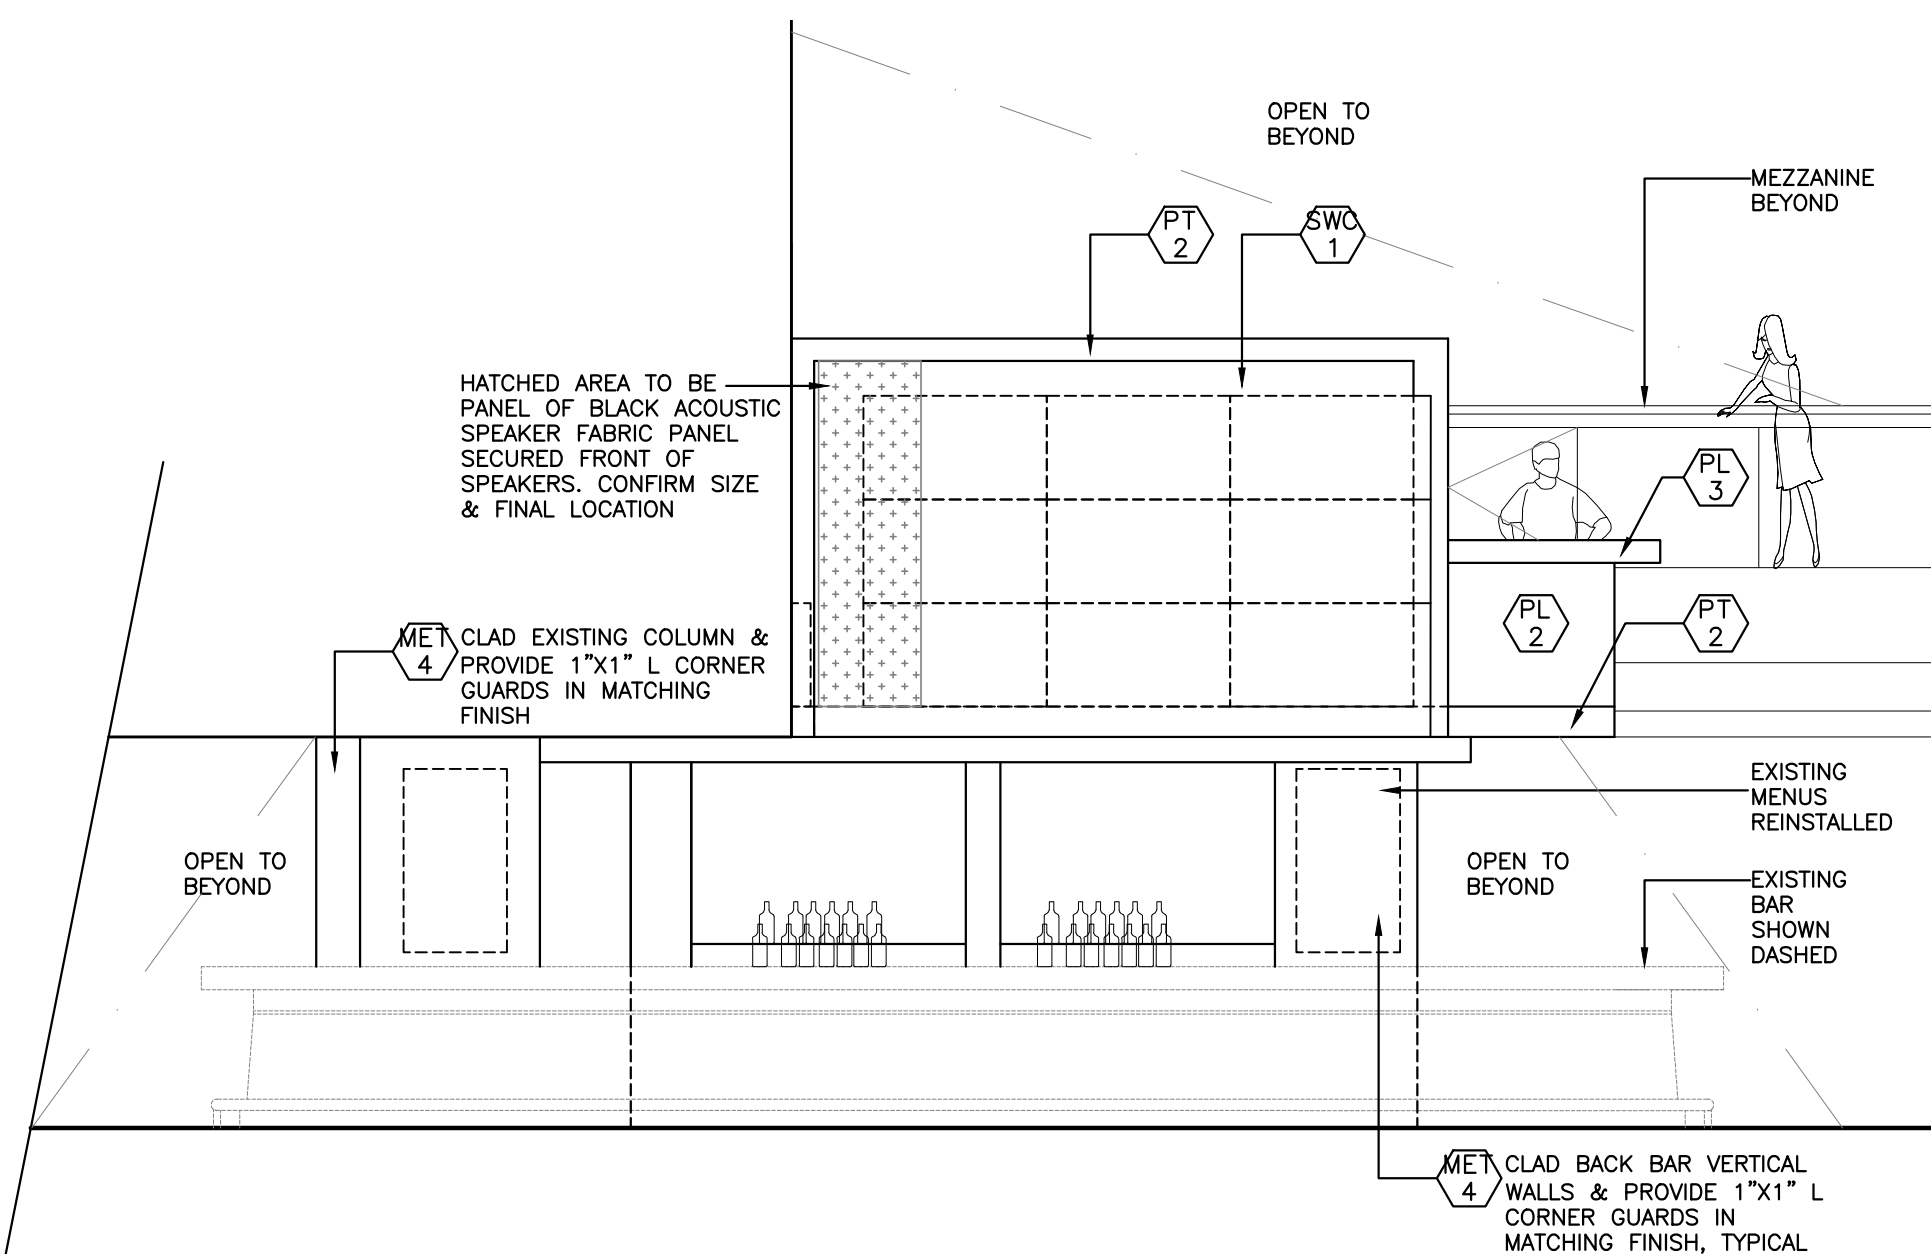 OPEN TO
BEYOND
MEZZANINE
BEYOND
PT
2
SWC
1
HATCHED AREA TO BE
PANEL OF BLACK ACOUSTIC
SPEAKER FABRIC PANEL
SECURED FRONT OF
SPEAKERS. CONFIRM SIZE
& FINAL LOCATION
PL
3
PL
2
PT
2
MET
4
CLAD EXISTING COLUMN &
PROVIDE 1"X1" L CORNER
GUARDS IN MATCHING
FINISH
EXISTING
MENUS
REINSTALLED
OPEN TO
BEYOND
OPEN TO
BEYOND
EXISTING
BAR
SHOWN
DASHED
MET
4
CLAD BACK BAR VERTICAL
WALLS & PROVIDE 1"X1" L
CORNER GUARDS IN
MATCHING FINISH, TYPICAL